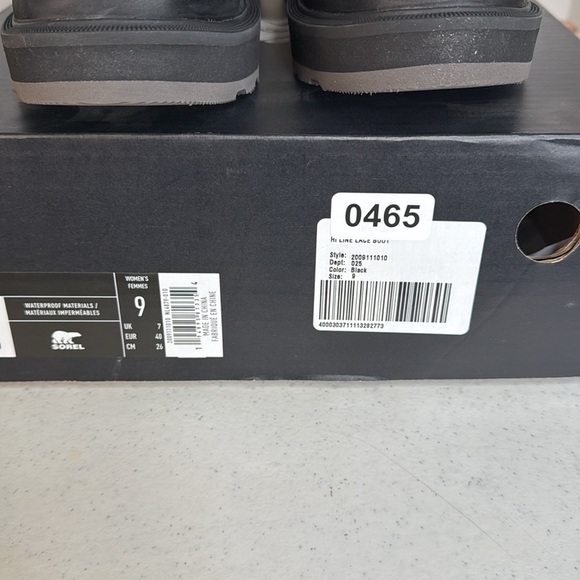 0465
HI LINE LACE BOOT
Style: 2009111010
Dept: 025
Color: Black
Size: 9
4000303711113282773
WATERPROOF MATERIALS /
MATÉRIAUX IMPERMÉABLES
SOREL
WOMEN'S
FEMMES
9
UK 7
EUR 40
CM 26
MADE IN CHINA
FABRIQUÉ EN CHINE